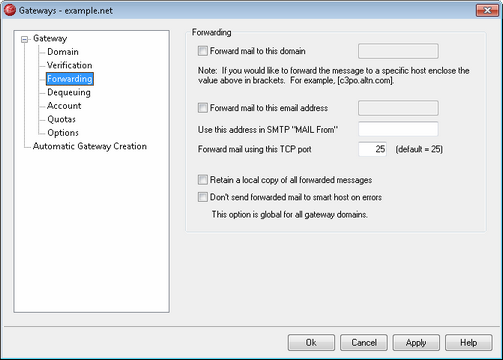 Gateways - example.net
Gateway
Domain
Verification
Forwarding
Dequeuing
Account
Quotas
Options
Automatic Gateway Creation
Forwarding
Forward mail to this domain
Note: If you would like to forward the message to a specific host enclose the
value above in brackets. For example, [c3po.altn.com].
Forward mail to this email address
Use this address in SMTP "MAIL From"
Forward mail using this TCP port 25 (default = 25)
Retain a local copy of all forwarded messages
Don't send forwarded mail to smart host on errors
This option is global for all gateway domains.
Ok Cancel Apply Help